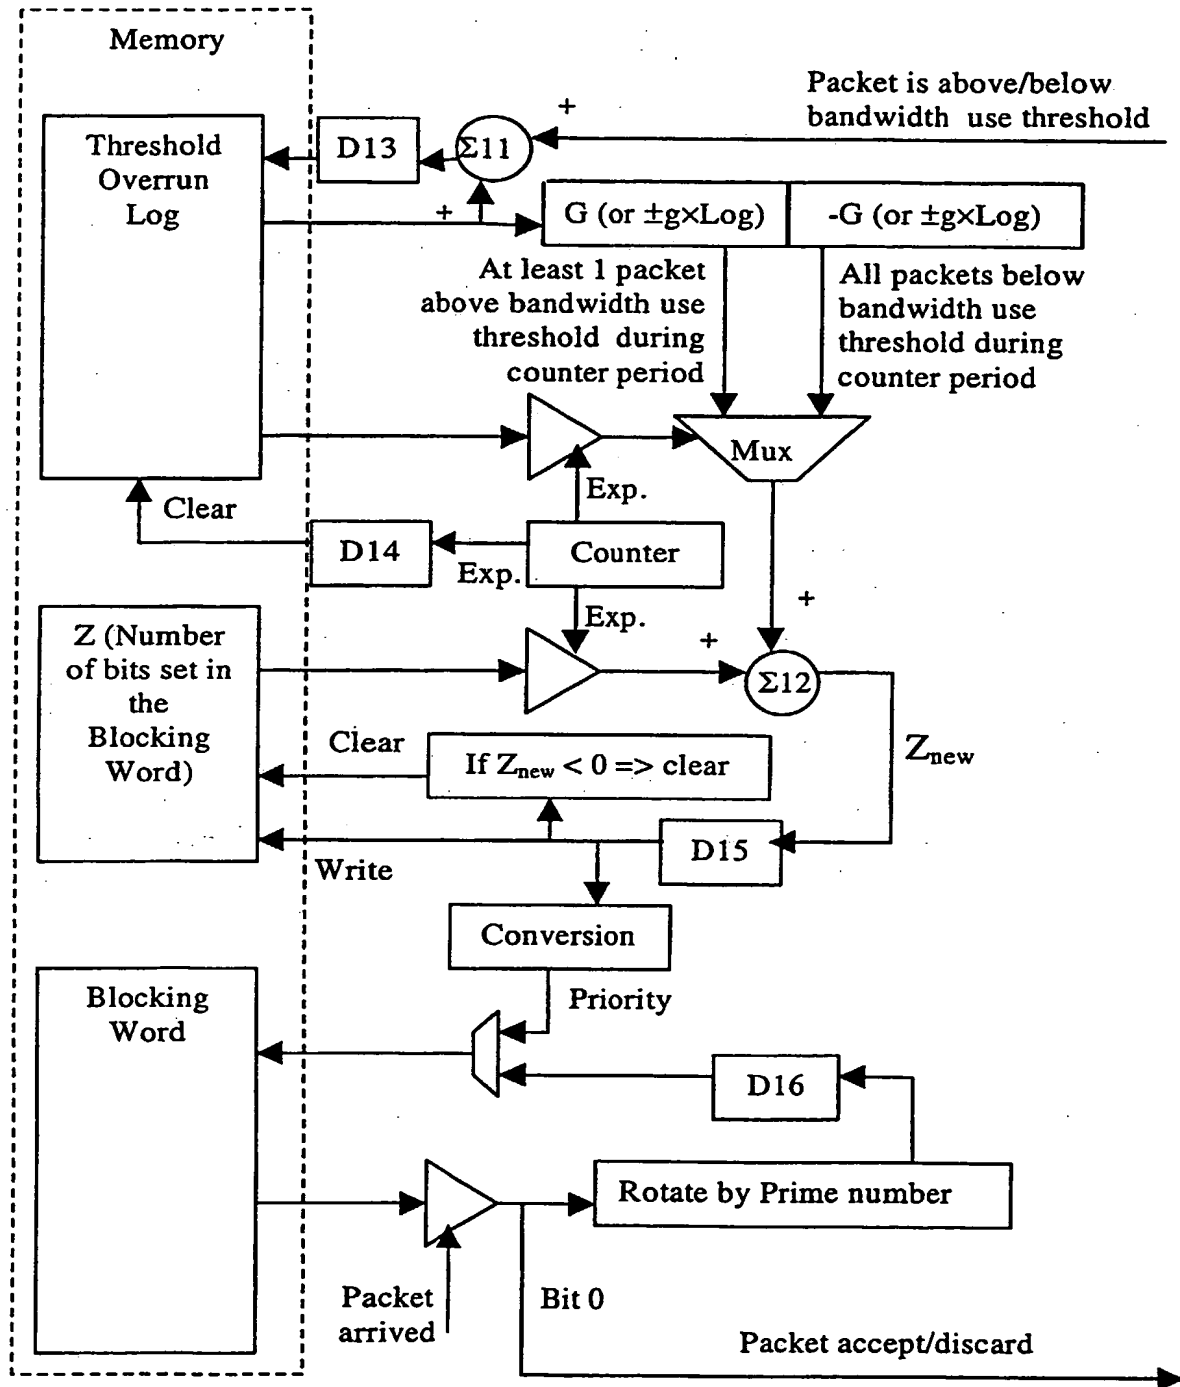 Memory
Packet is above/below
bandwidth use threshold
+
Threshold
Overrun
Log
D13
Σ11
+
G (or ±g×Log)
-G (or ±g×Log)
At least 1 packet
above bandwidth use
threshold during
counter period
All packets below
bandwidth use
threshold during
counter period
Mux
Exp.
Clear
D14
Exp.
Counter
Exp.
+
+
Z (Number
of bits set in
the
Blocking
Word)
Σ12
Clear
If Znew < 0 => clear
Znew
Write
D15
Conversion
Priority
Blocking
Word
D16
Rotate by Prime number
Packet
arrived
Bit 0
Packet accept/discard